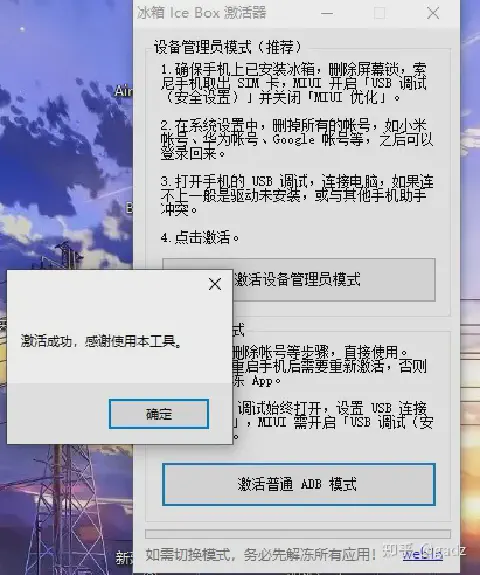 冰箱 Ice Box 激活器
设备管理员模式（推荐）
1.确保手机上已安装冰箱，删除屏幕锁，索
尼手机取出 SIM 卡，MIUI 开启「USB 调试
（安全设置）」并关闭「MIUI 优化」。
2.在系统设置中，删掉所有的帐号，如小米
帐号、华为帐号、Google 帐号等，之后可以
登录回来。
3.打开手机的 USB 调试，连接电脑，如果连
不上一般是驱动未安装，或与其他手机助手
冲突。
4.点击激活。
激活设备管理员模式
激活成功，感谢使用本工具。
确定
式
删除帐号等步骤，直接使用。
重启手机后需要重新激活，否则
冻 App。
调试始终打开，设置 USB 连接
」，MIUI 需开启「USB 调试（安
。
激活普通 ADB 模式
如需切换模式，务必先解冻所有应用！
知乎 @gadz